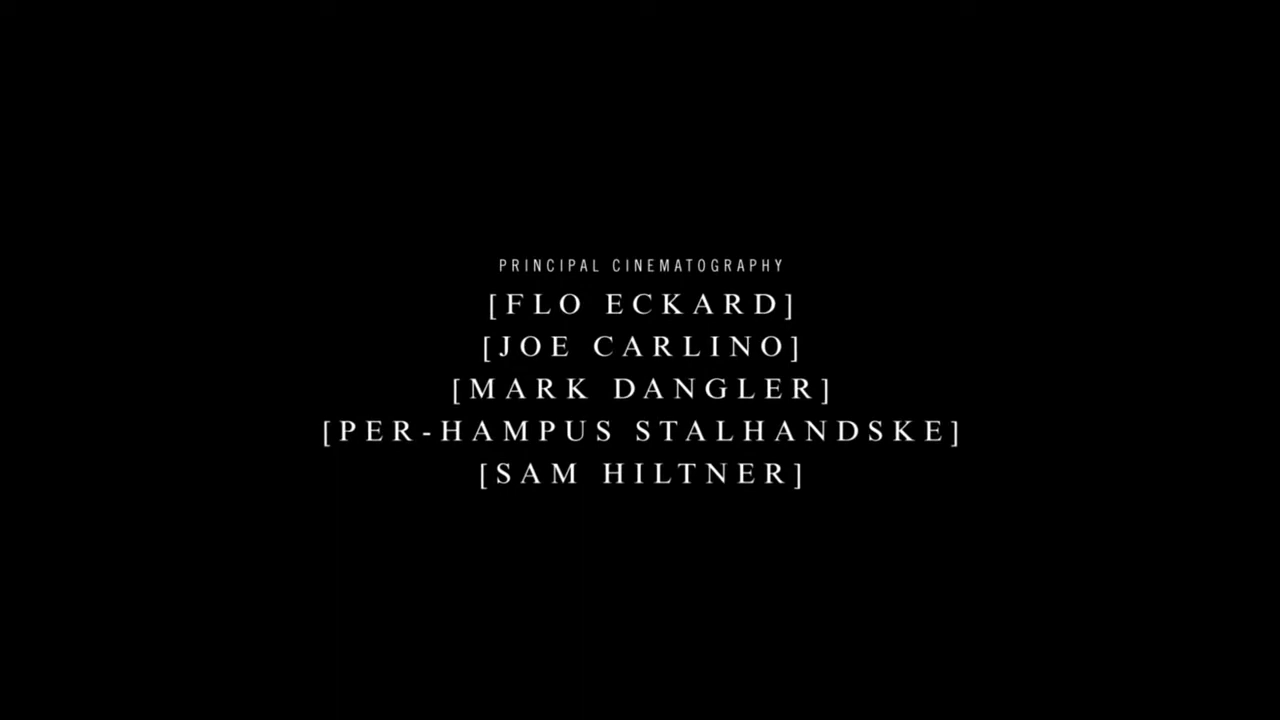 PRINCIPAL CINEMATOGRAPHY
[FLO ECKARD]
[JOE CARLINO]
[MARK DANGLER]
[PER-HAMPUS STALHANDSKE]
[SAM HILTNER]